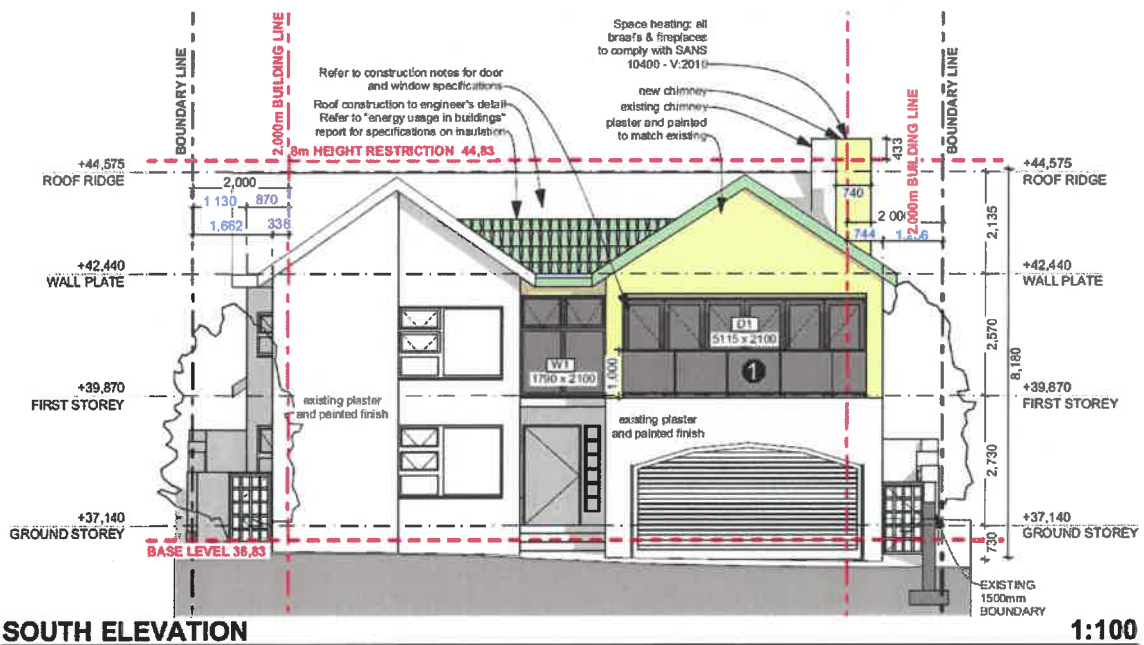 Space heating: all
braai's & fireplaces
to comply with SANS
10400 - V:2010
new chimney
existing chimney
plaster and painted
to match existing
Refer to construction notes for door
and window specifications
Roof construction to engineer's detail
Refer to "energy usage in buildings"
report for specifications on insulation
BOUNDARY LINE
2.000m BUILDING LINE
8m HEIGHT RESTRICTION 44,83
2.000m BUILDING LINE
BOUNDARY LINE
433
+44,575
ROOF RIDGE
2,000
1 130
870
1,662
338
740
2 000
744
+44,575
ROOF RIDGE
2,135
+42,440
WALL PLATE
+42,440
WALL PLATE
D1
5115 x 2100
W1
1790 x 2100
1,000
1
2,570
8,180
+39,870
FIRST STOREY
existing plaster
and painted finish
existing plaster
and painted finish
+39,870
FIRST STOREY
2,730
+37,140
GROUND STOREY
+37,140
GROUND STOREY
BASE LEVEL 36,83
730
EXISTING
1500mm
BOUNDARY
SOUTH ELEVATION
1:100